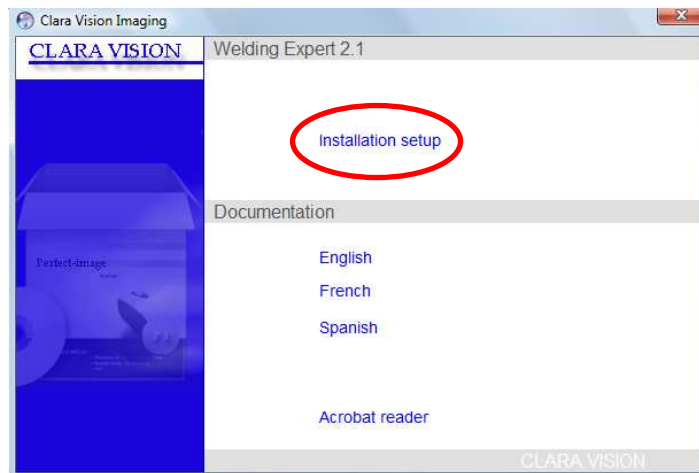 Clara Vision Imaging
CLARA VISION
Welding Expert 2.1
Installation setup
Documentation
English
French
Spanish
Acrobat reader
Perfect-image
CLARA VISION